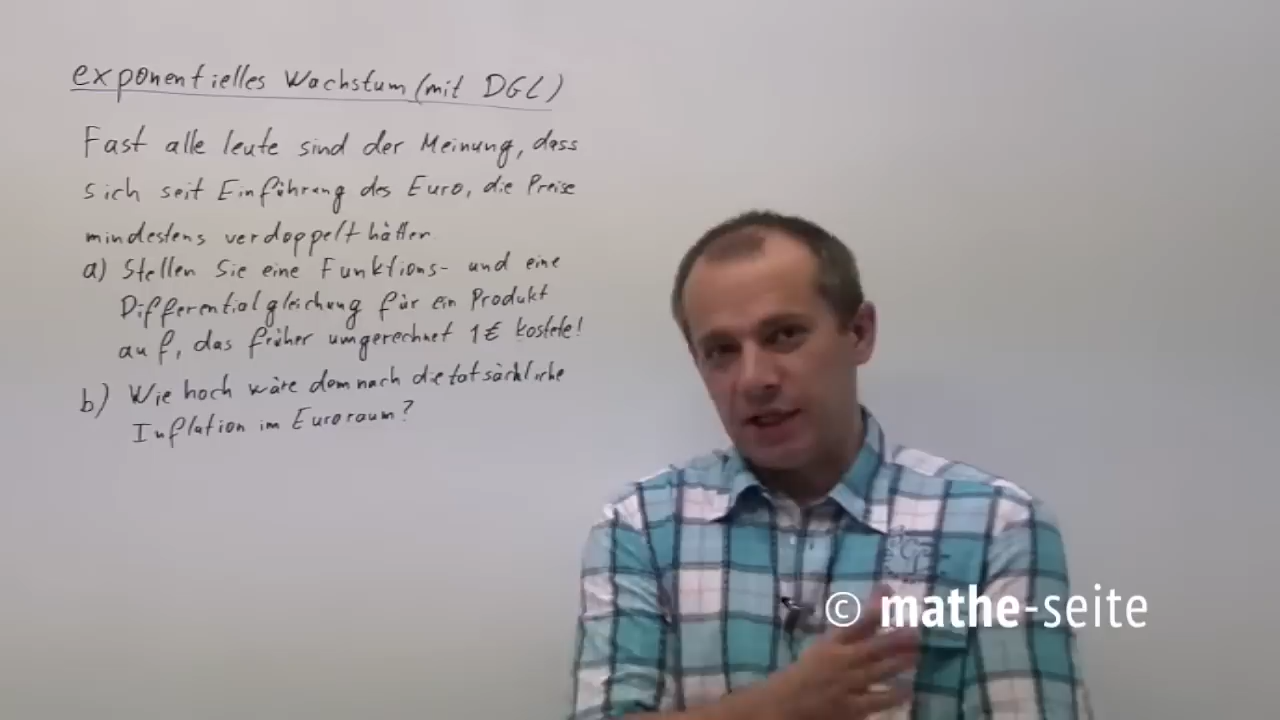 exponentielles Wachstum (mit DGL)
Fast alle leute sind der Meinung, dass
sich seit Einführung des Euro, die Preise
mindestens verdoppelt hätten.
a) Stellen Sie eine Funktions- und eine
Differentialgleichung für ein Produkt
auf, das früher umgerechnet 1€ kostete!
b) Wie hoch wäre demnach die tatsächliche
Inflation im Euroraum?
© mathe-seite